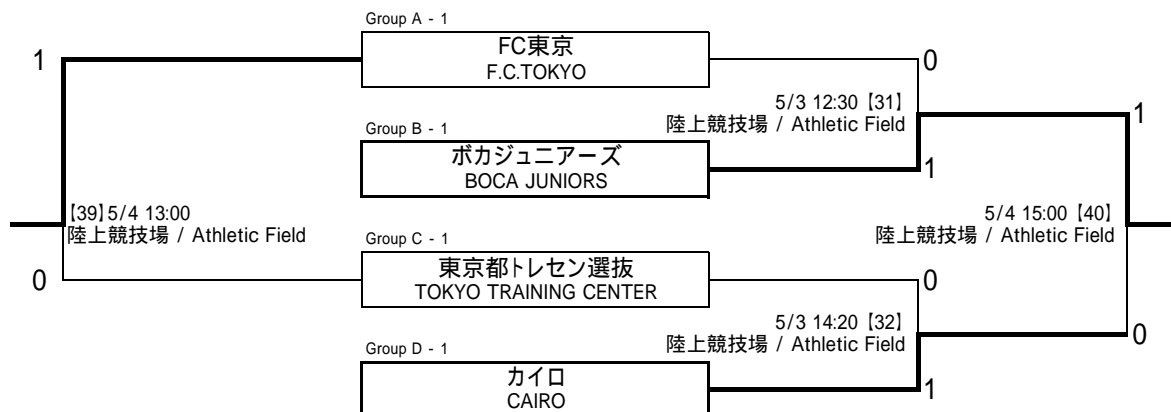 Group A - 1
FC東京
F.C.TOKYO
1
0
5/3 12:30【31】
陸上競技場 / Athletic Field
1
Group B - 1
ボカジュニアーズ
BOCA JUNIORS
1
【39】5/4 13:00
陸上競技場 / Athletic Field
5/4 15:00【40】
陸上競技場 / Athletic Field
Group C - 1
東京都トレセン選抜
TOKYO TRAINING CENTER
0
0
5/3 14:20【32】
陸上競技場 / Athletic Field
0
Group D - 1
カイロ
CAIRO
1